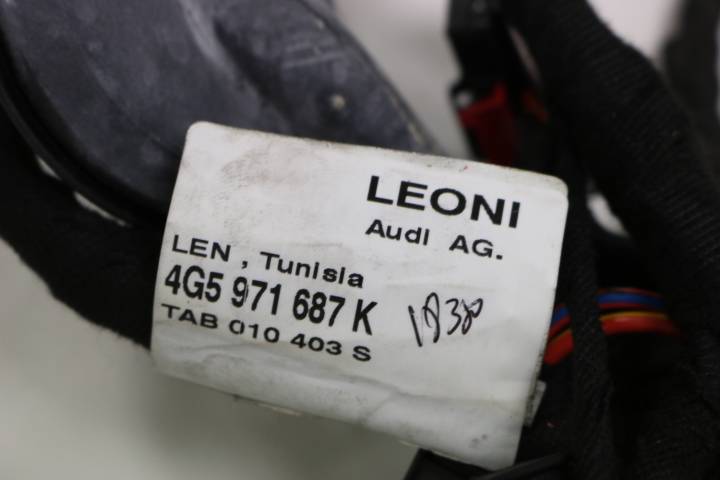 LEONI
Audi AG.
LEN , Tunisia
4G5 971 687 K
TAB 010 403 S